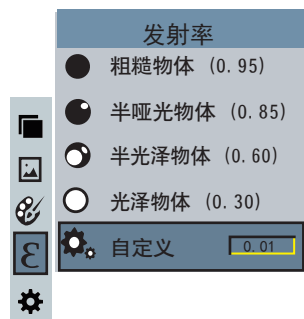 发射率
粗糙物体 (0.95)
半哑光物体 (0.85)
半光泽物体 (0.60)
光泽物体 (0.30)
ε
自定义 0.01